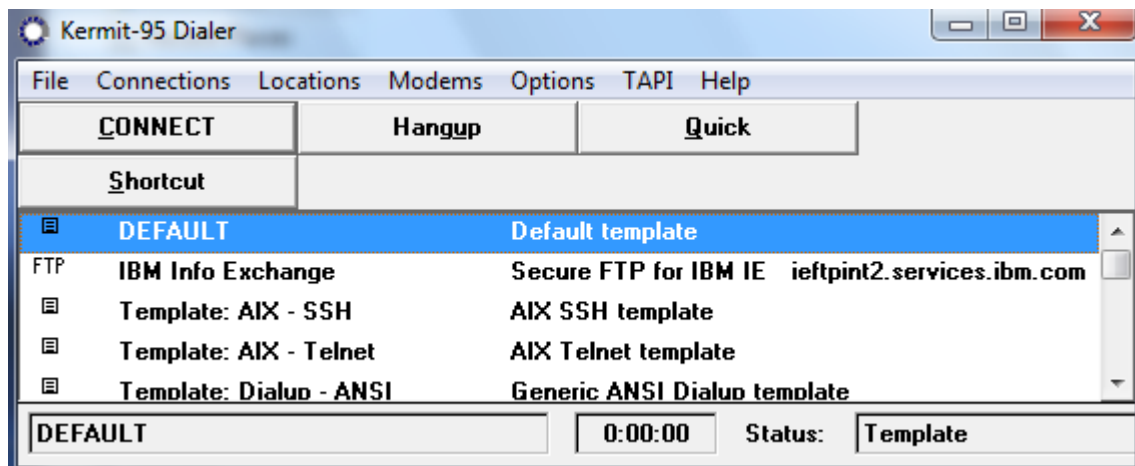 Kermit-95 Dialer
File Connections Locations Modems Options TAPI Help
CONNECT Hangup Quick
Shortcut
DEFAULT Default template
FTP IBM Info Exchange Secure FTP for IBM IE ieftpint2.services.ibm.com
Template: AIX - SSH AIX SSH template
Template: AIX - Telnet AIX Telnet template
Template: Dialup - ANSI Generic ANSI Dialup template
DEFAULT 0:00:00 Status: Template